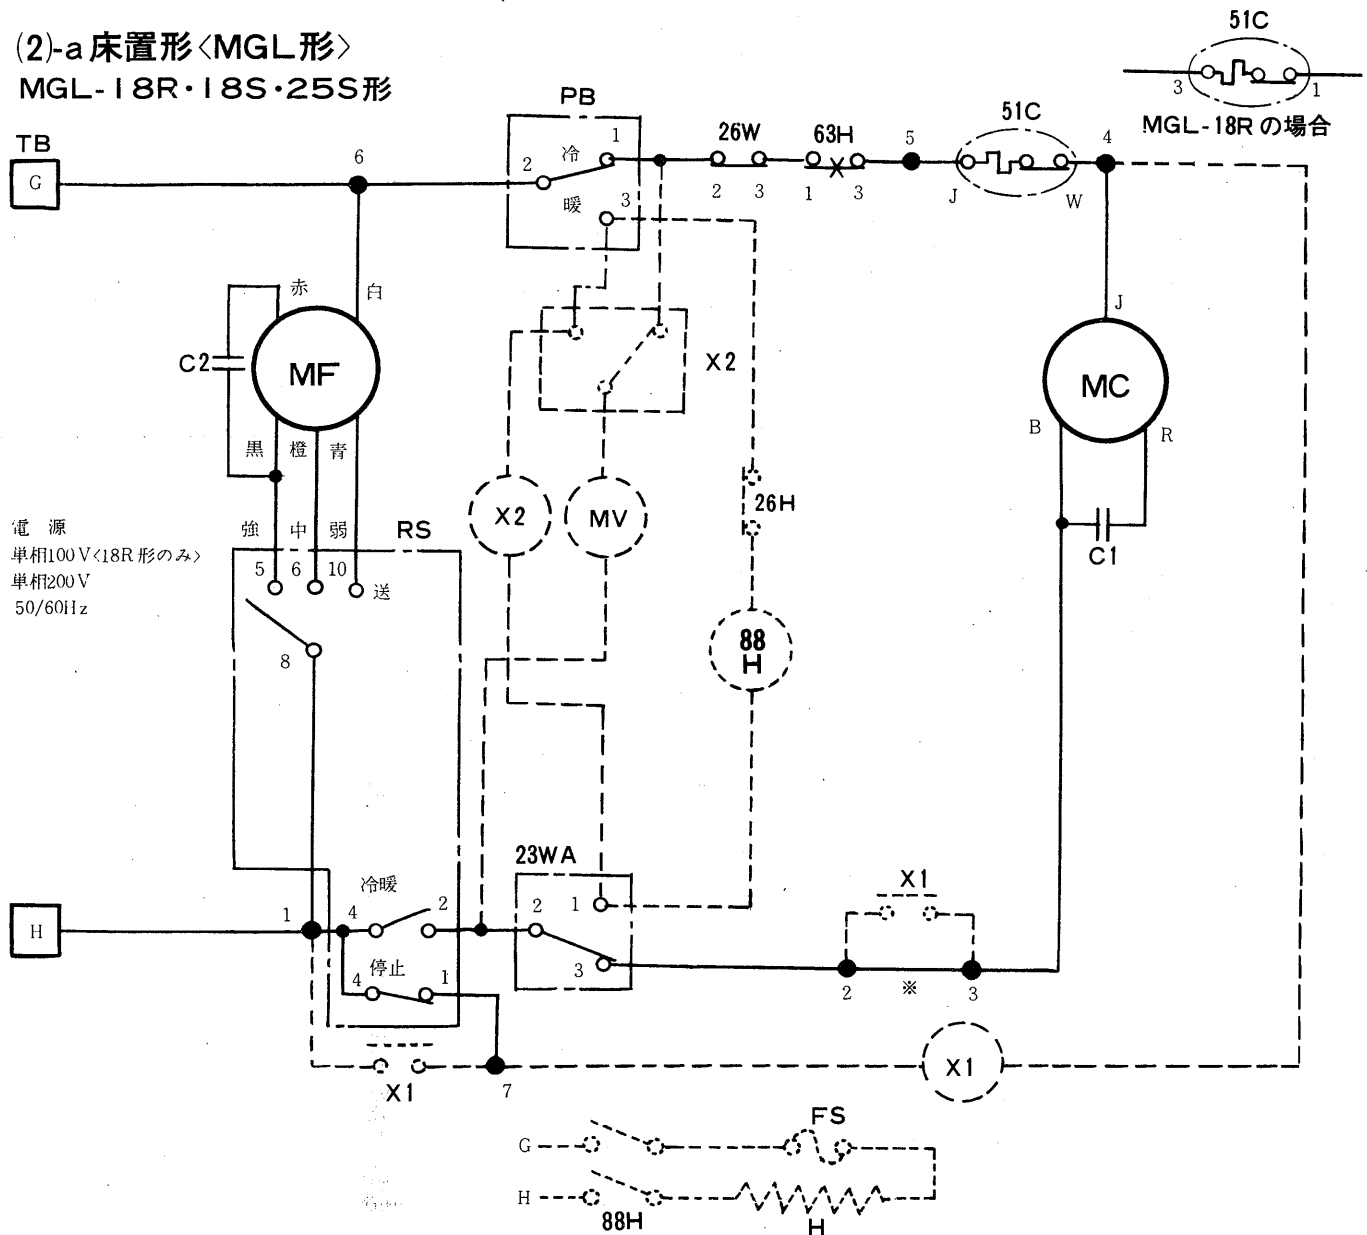 (2)-a 床置形〈MGL形〉
MGL-18R・18S・25S形
51C
3
1
MGL-18Rの場合
TB
G
6
PB
2
冷
1
暖
3
26W
2
3
63H
1
3
5
51C
J
W
4
赤
白
C2
MF
黒
橙
青
X2
J
MC
B
R
C1
電源
単相100V〈18R形のみ〉
単相200V
50/60Hz
強
中
弱
RS
5
6
10
送
8
X2
MV
26H
88
H
23WA
2
1
3
H
1
4
冷暖
2
停止
4
1
X1
2
※
3
X1
7
X1
G
FS
H
88H
H